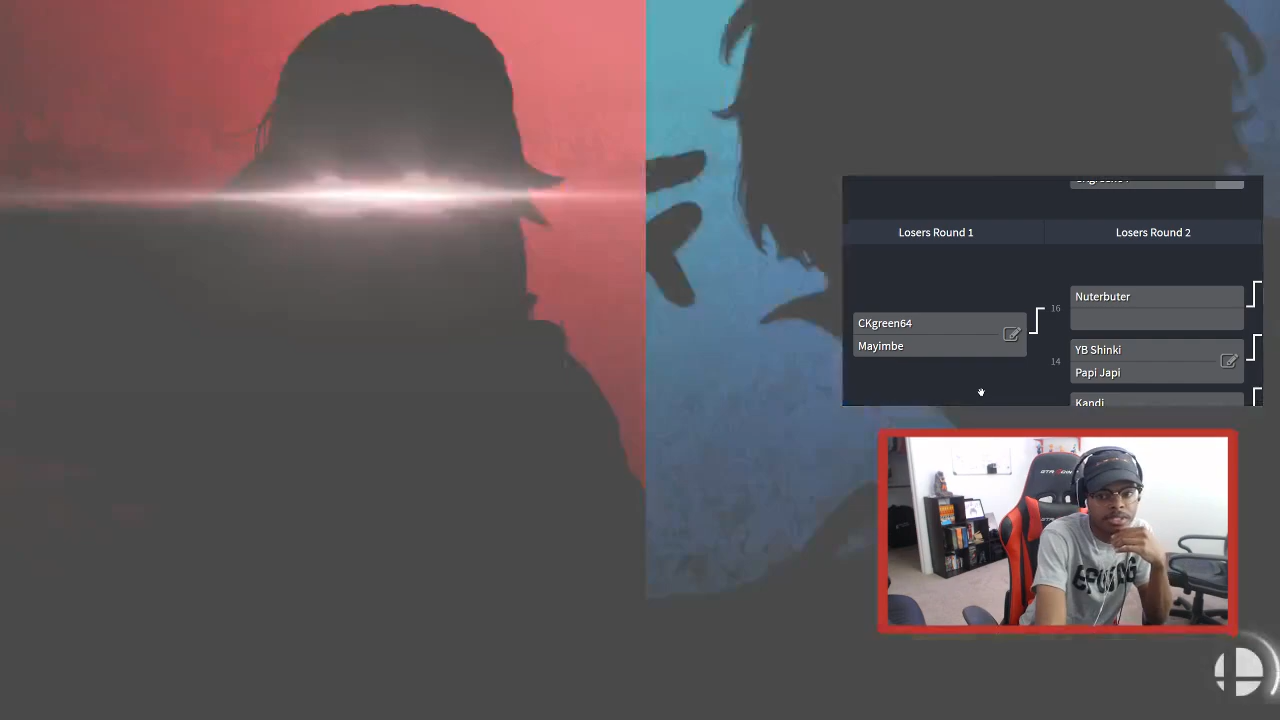 Losers Round 1
Losers Round 2
16
Nuterbuter
CKgreen64
Mayimbe
14
YB Shinki
Papi Japi
Kandi